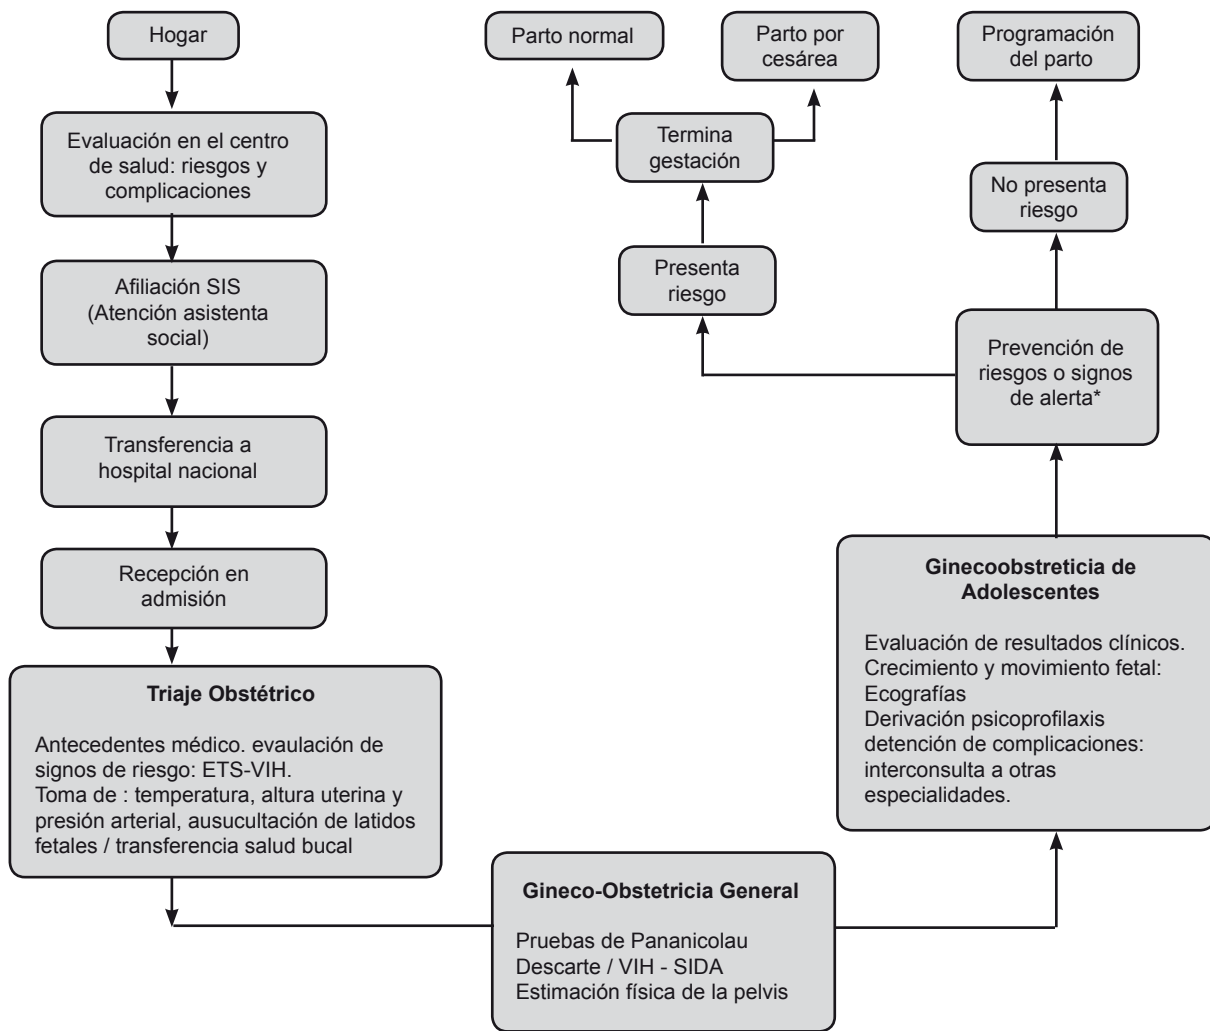 Hogar
Evaluación en el centro
de salud: riesgos y
complicaciones
Afiliación SIS
(Atención asistenta
social)
Transferencia a
hospital nacional
Recepción en
admisión
Triaje Obstétrico
Antecedentes médico. evaulación de
signos de riesgo: ETS-VIH.
Toma de : temperatura, altura uterina y
presión arterial, ausucultación de latidos
fetales / transferencia salud bucal
Gineco-Obstetricia General
Pruebas de Pananicolau
Descarte / VIH - SIDA
Estimación física de la pelvis
Ginecoobstreticia de
Adolescentes
Evaluación de resultados clínicos.
Crecimiento y movimiento fetal:
Ecografías
Derivación psicoprofilaxis
detención de complicaciones:
interconsulta a otras
especialidades.
Prevención de
riesgos o signos
de alerta*
Presenta
riesgo
Termina
gestación
Parto normal
Parto por
cesárea
No presenta
riesgo
Programación
del parto